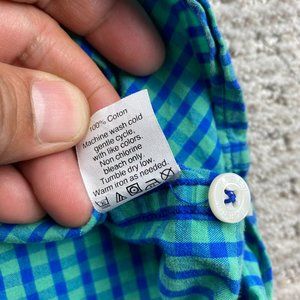 100% Coton
Machine wash cold
gentle cycle,
with like colors.
Non chlorine
bleach only
Tumble dry low.
Warm iron as needed.